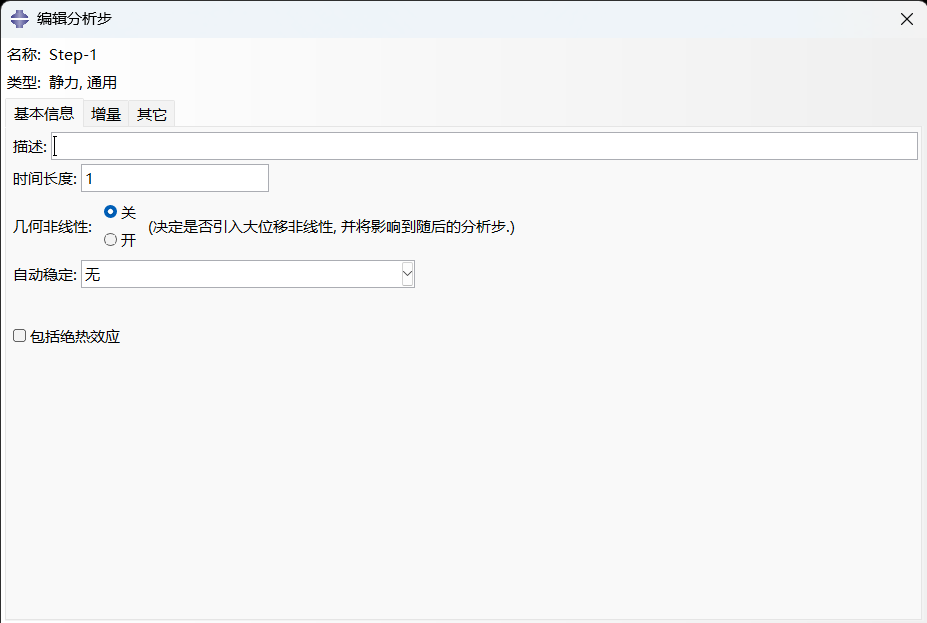 编辑分析步
名称: Step-1
类型: 静力, 通用
基本信息 增量 其它
描述:
时间长度: 1
几何非线性: 关 (决定是否引入大位移非线性, 并将影响到随后的分析步.)
开
自动稳定: 无
包括绝热效应